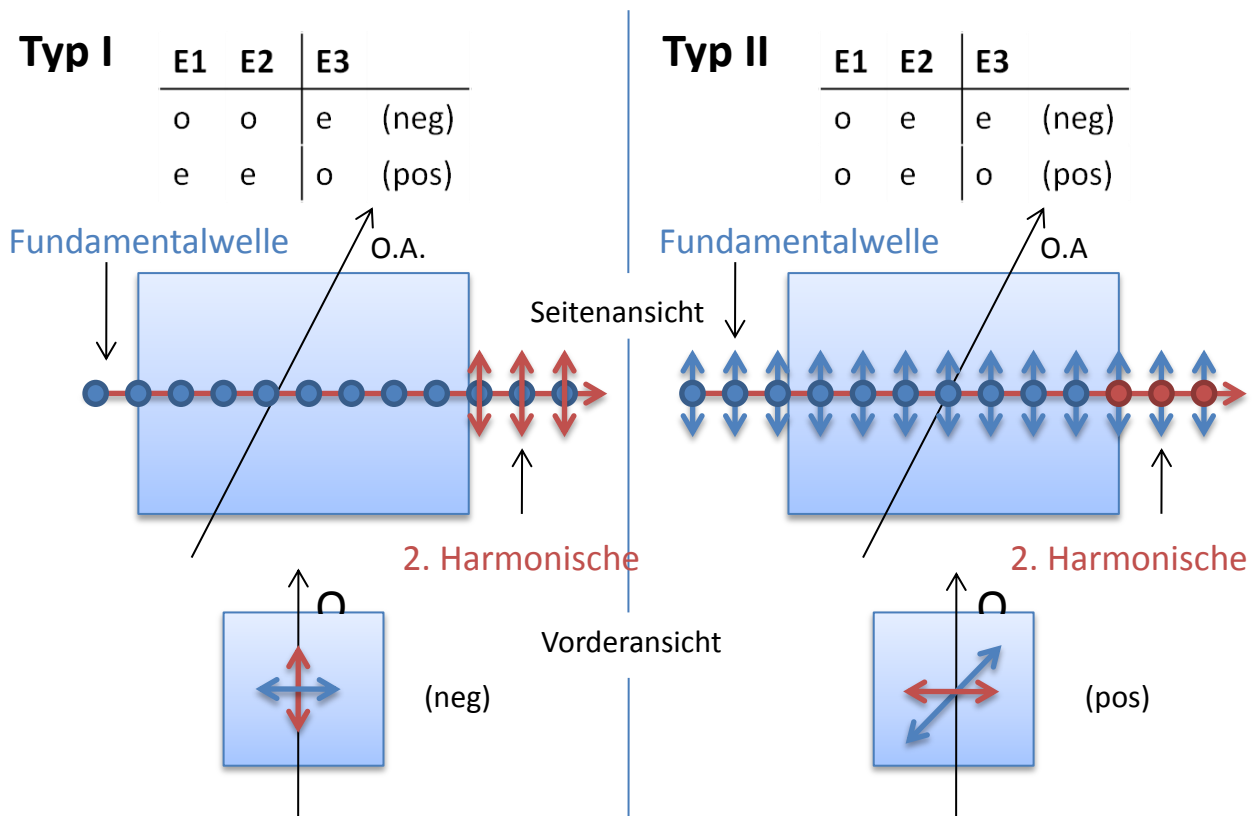 Typ I
E1 E2 E3
o o e (neg)
e e o (pos)
Fundamentalwelle
O.A.
2. Harmonische
(neg)
Seitenansicht
Vorderansicht
Typ II
E1 E2 E3
o e e (neg)
o e o (pos)
Fundamentalwelle
O.A
2. Harmonische
(pos)